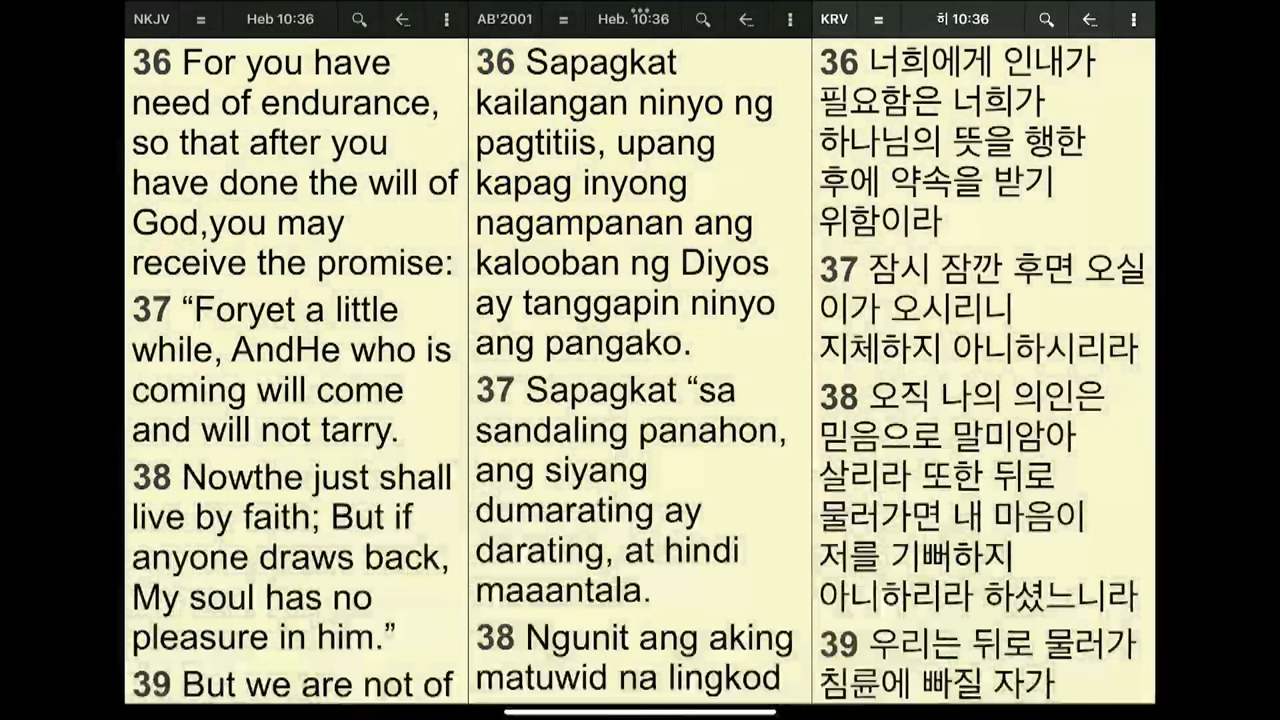 NKJV = Heb 10:36
36 For you have
need of endurance,
so that after you
have done the will of
God,you may
receive the promise:
37 “Foryet a little
while, AndHe who is
coming will come
and will not tarry.
38 Nowthe just shall
live by faith; But if
anyone draws back,
My soul has no
pleasure in him.”
39 But we are not of
AB'2001 = Heb. 10:36
36 Sapagkat
kailangan ninyo ng
pagtitiis, upang
kapag inyong
nagampanan ang
kalooban ng Diyos
ay tanggapin ninyo
ang pangako.
37 Sapagkat “sa
sandaling panahon,
ang siyang
dumarating ay
darating, at hindi
maaantala.
38 Ngunit ang aking
matuwid na lingkod
KRV = 히 10:36
36 너희에게 인내가
필요함은 너희가
하나님의 뜻을 행한
후에 약속을 받기
위함이라
37 잠시 잠깐 후면 오실
이가 오시리니
지체하지 아니하시리라
38 오직 나의 의인은
믿음으로 말미암아
살리라 또한 뒤로
물러가면 내 마음이
저를 기뻐하지
아니하리라 하셨느니라
39 우리는 뒤로 물러가
침륜에 빠질 자가